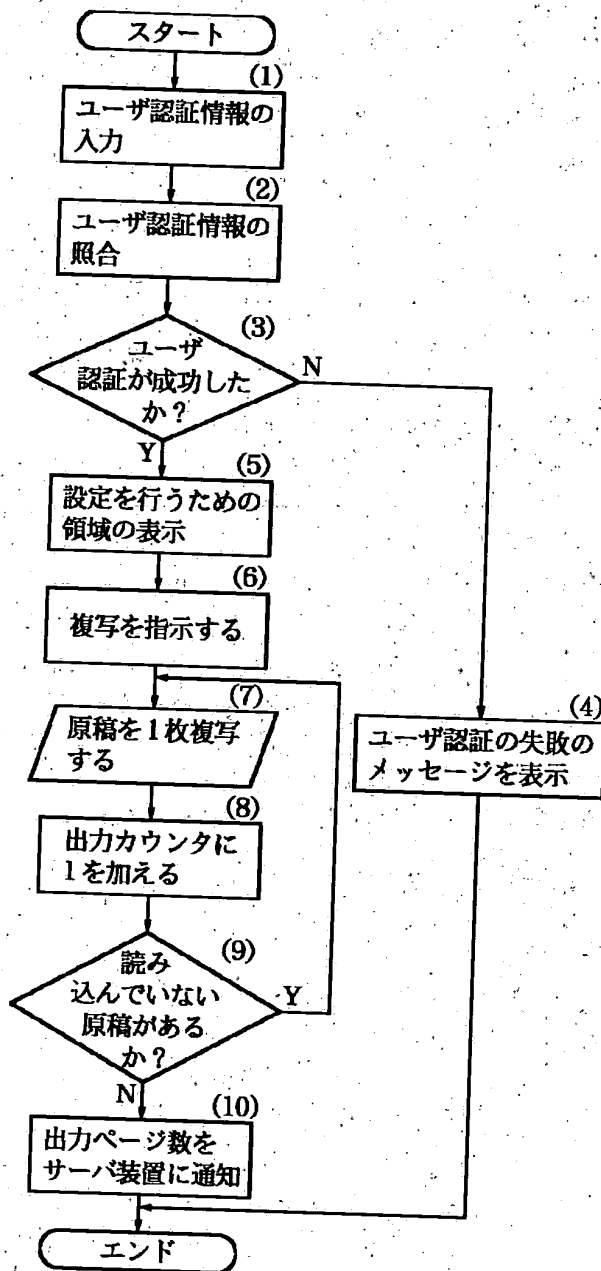 スタート
(1)
ユーザ認証情報の
入力
(2)
ユーザ認証情報の
照合
(3)
ユーザ
認証が成功した
か?
N
Y
(5)
設定を行うための
領域の表示
(6)
複写を指示する
(7)
原稿を1枚複写
する
(4)
ユーザ認証の失敗の
メッセージを表示
(8)
出力カウンタに
1を加える
(9)
読み
込んでいない
原稿がある
か?
Y
N
(10)
出力ページ数を
サーバ装置に通知
エンド